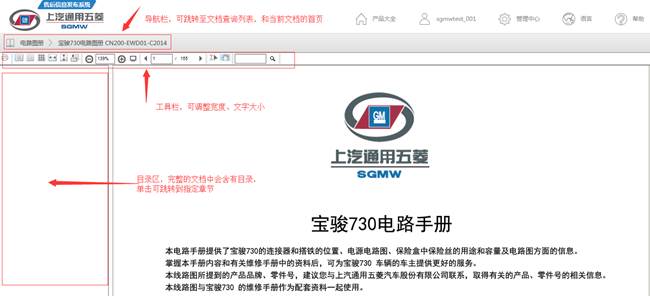 售后信息发布系统
上汽通用五菱
SGMW
导航栏，可跳转至文档查询列表，和当前文档的首页
产品大全
sgmwtest_001
管理中心
语言
帮助
电路图册 > 宝骏730电路图册 CN200-EWD01-C2014
139%
1 / 155
工具栏，可调整宽度、文字大小
GM
上汽通用五菱
SGMW
目录区，完整的文档中会含有目录，
单击可跳转到指定章节
宝骏730电路手册
本电路手册提供了宝骏730的连接器和搭铁的位置、电源电路图、保险盒中保险丝的用途和容量及电路图方面的信息。
掌握本手册内容和有关维修手册中的资料后，可为宝骏730 车辆的车主提供更好的服务。
本线路图所提到的产品品牌、零件号，建议您与上汽通用五菱汽车股份有限公司联系，取得有关的产品、零件号的相关信息。
本线路图与宝骏730 的维修手册作为配套资料一起使用。